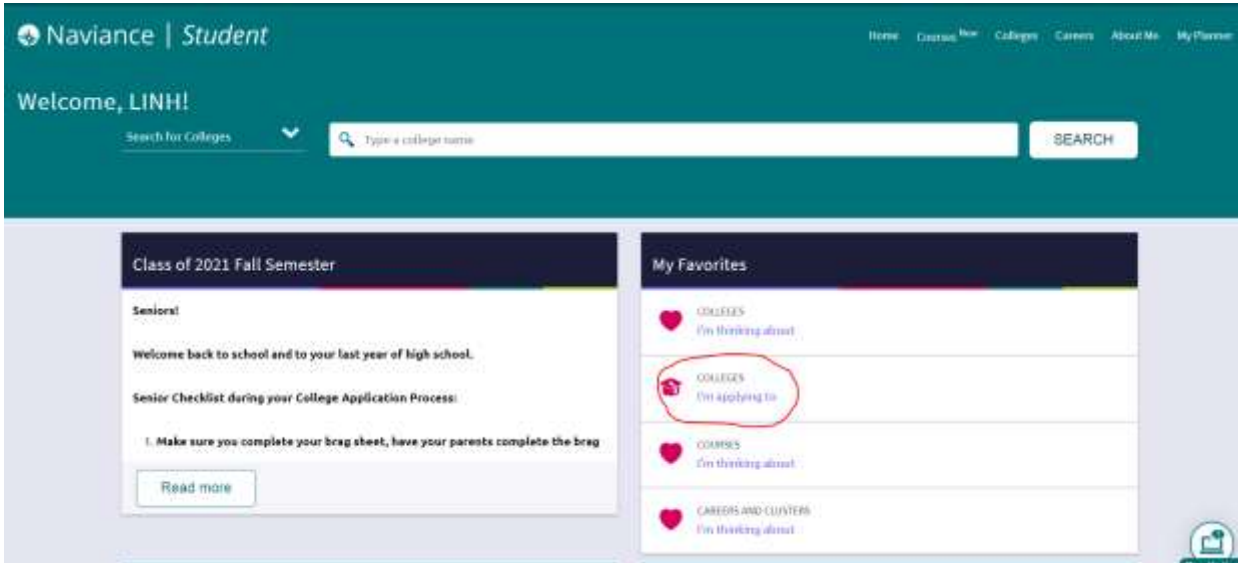 Naviance | Student
Home Courses New Colleges Careers About Me My Planner
Welcome, LINH!
Search for Colleges
Type a college name
SEARCH
Class of 2021 Fall Semester
Seniors!
Welcome back to school and to your last year of high school.
Senior Checklist during your College Application Process:
1. Make sure you complete your brag sheet, have your parents complete the brag
Read more
My Favorites
COLLEGES
I'm thinking about
COLLEGES
I'm applying to
COURSES
I'm thinking about
CAREERS AND CLUSTERS
I'm thinking about